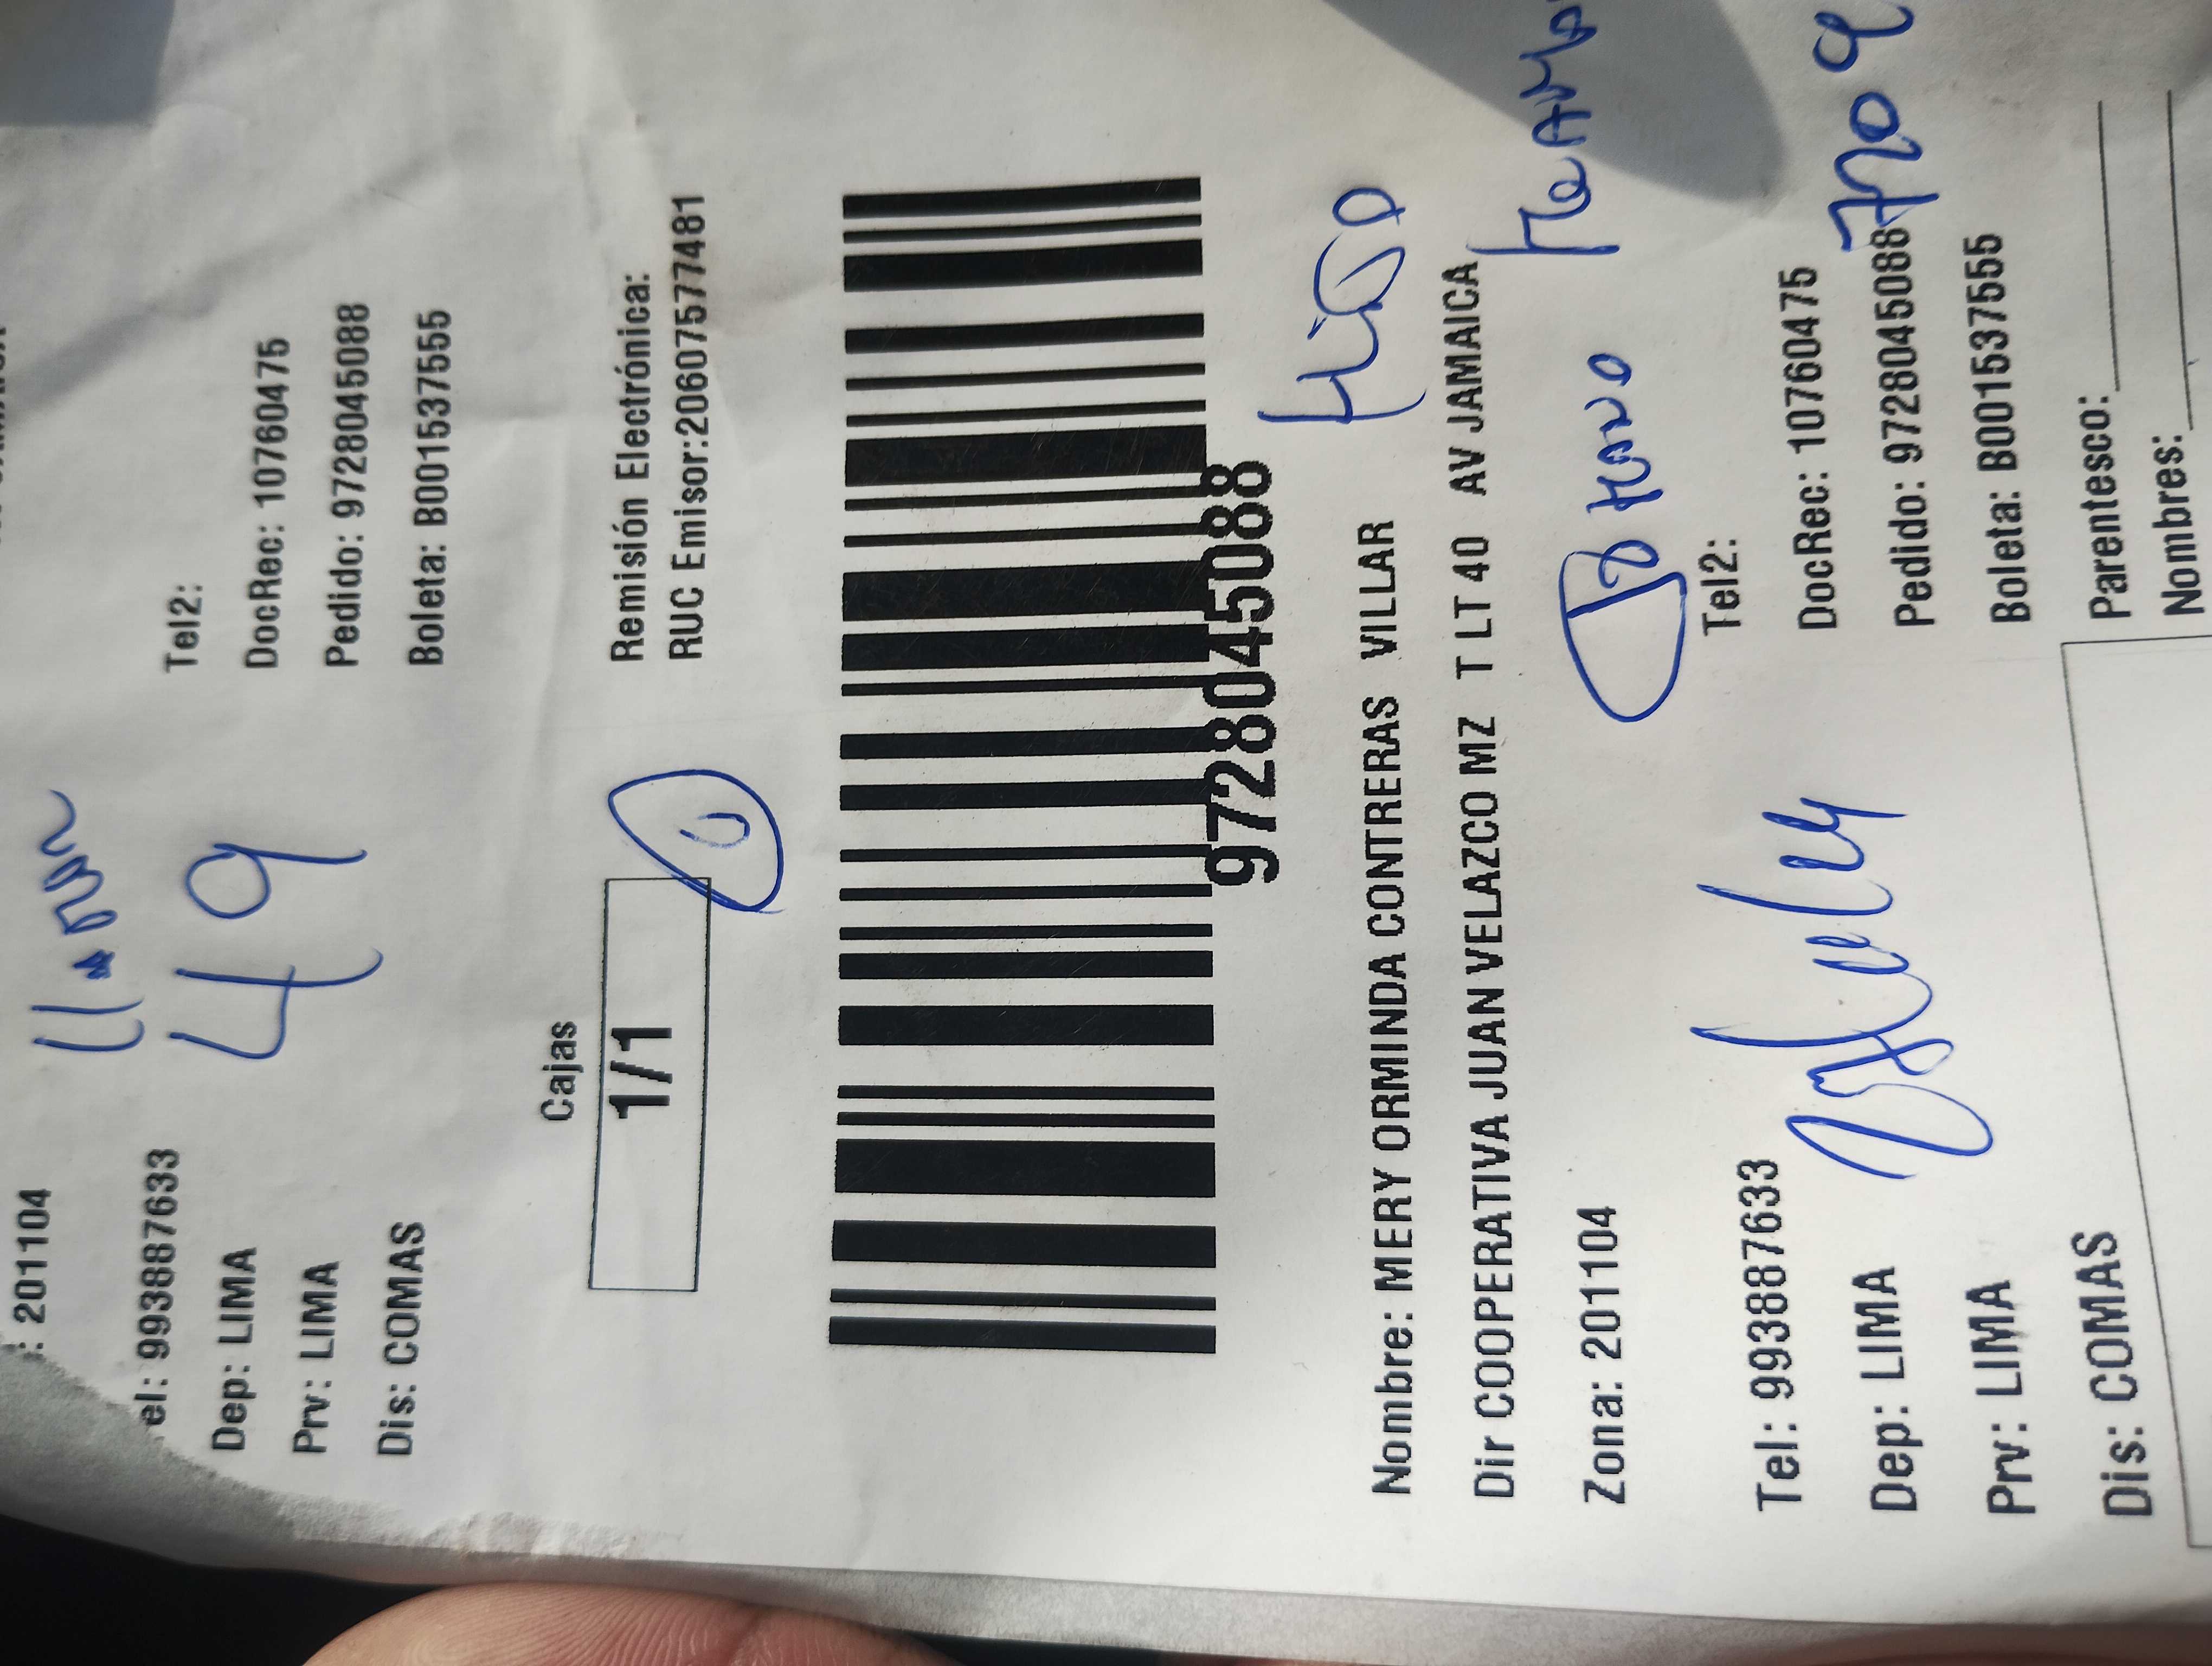 : 201104
el: 993887633
Tel2:
Dep: LIMA
DocRec: 10760475
Prv: LIMA
Pedido: 9728045088
Dis: COMAS
Boleta: B001537555
49
Cajas
1/1
Remisión Electrónica:
RUC Emisor:20607577481
9728045088
Nombre: MERY ORMINDA CONTRERAS VILLAR
Dir COOPERATIVA JUAN VELAZCO MZ T LT 40 AV JAMAICA
Zona: 201104
Tel: 993887633
Tel2:
Dep: LIMA
DocRec: 10760475
Prv: LIMA
Pedido: 9728045088
Dis: COMAS
Boleta: B001537555
Parentesco:
Nombres: